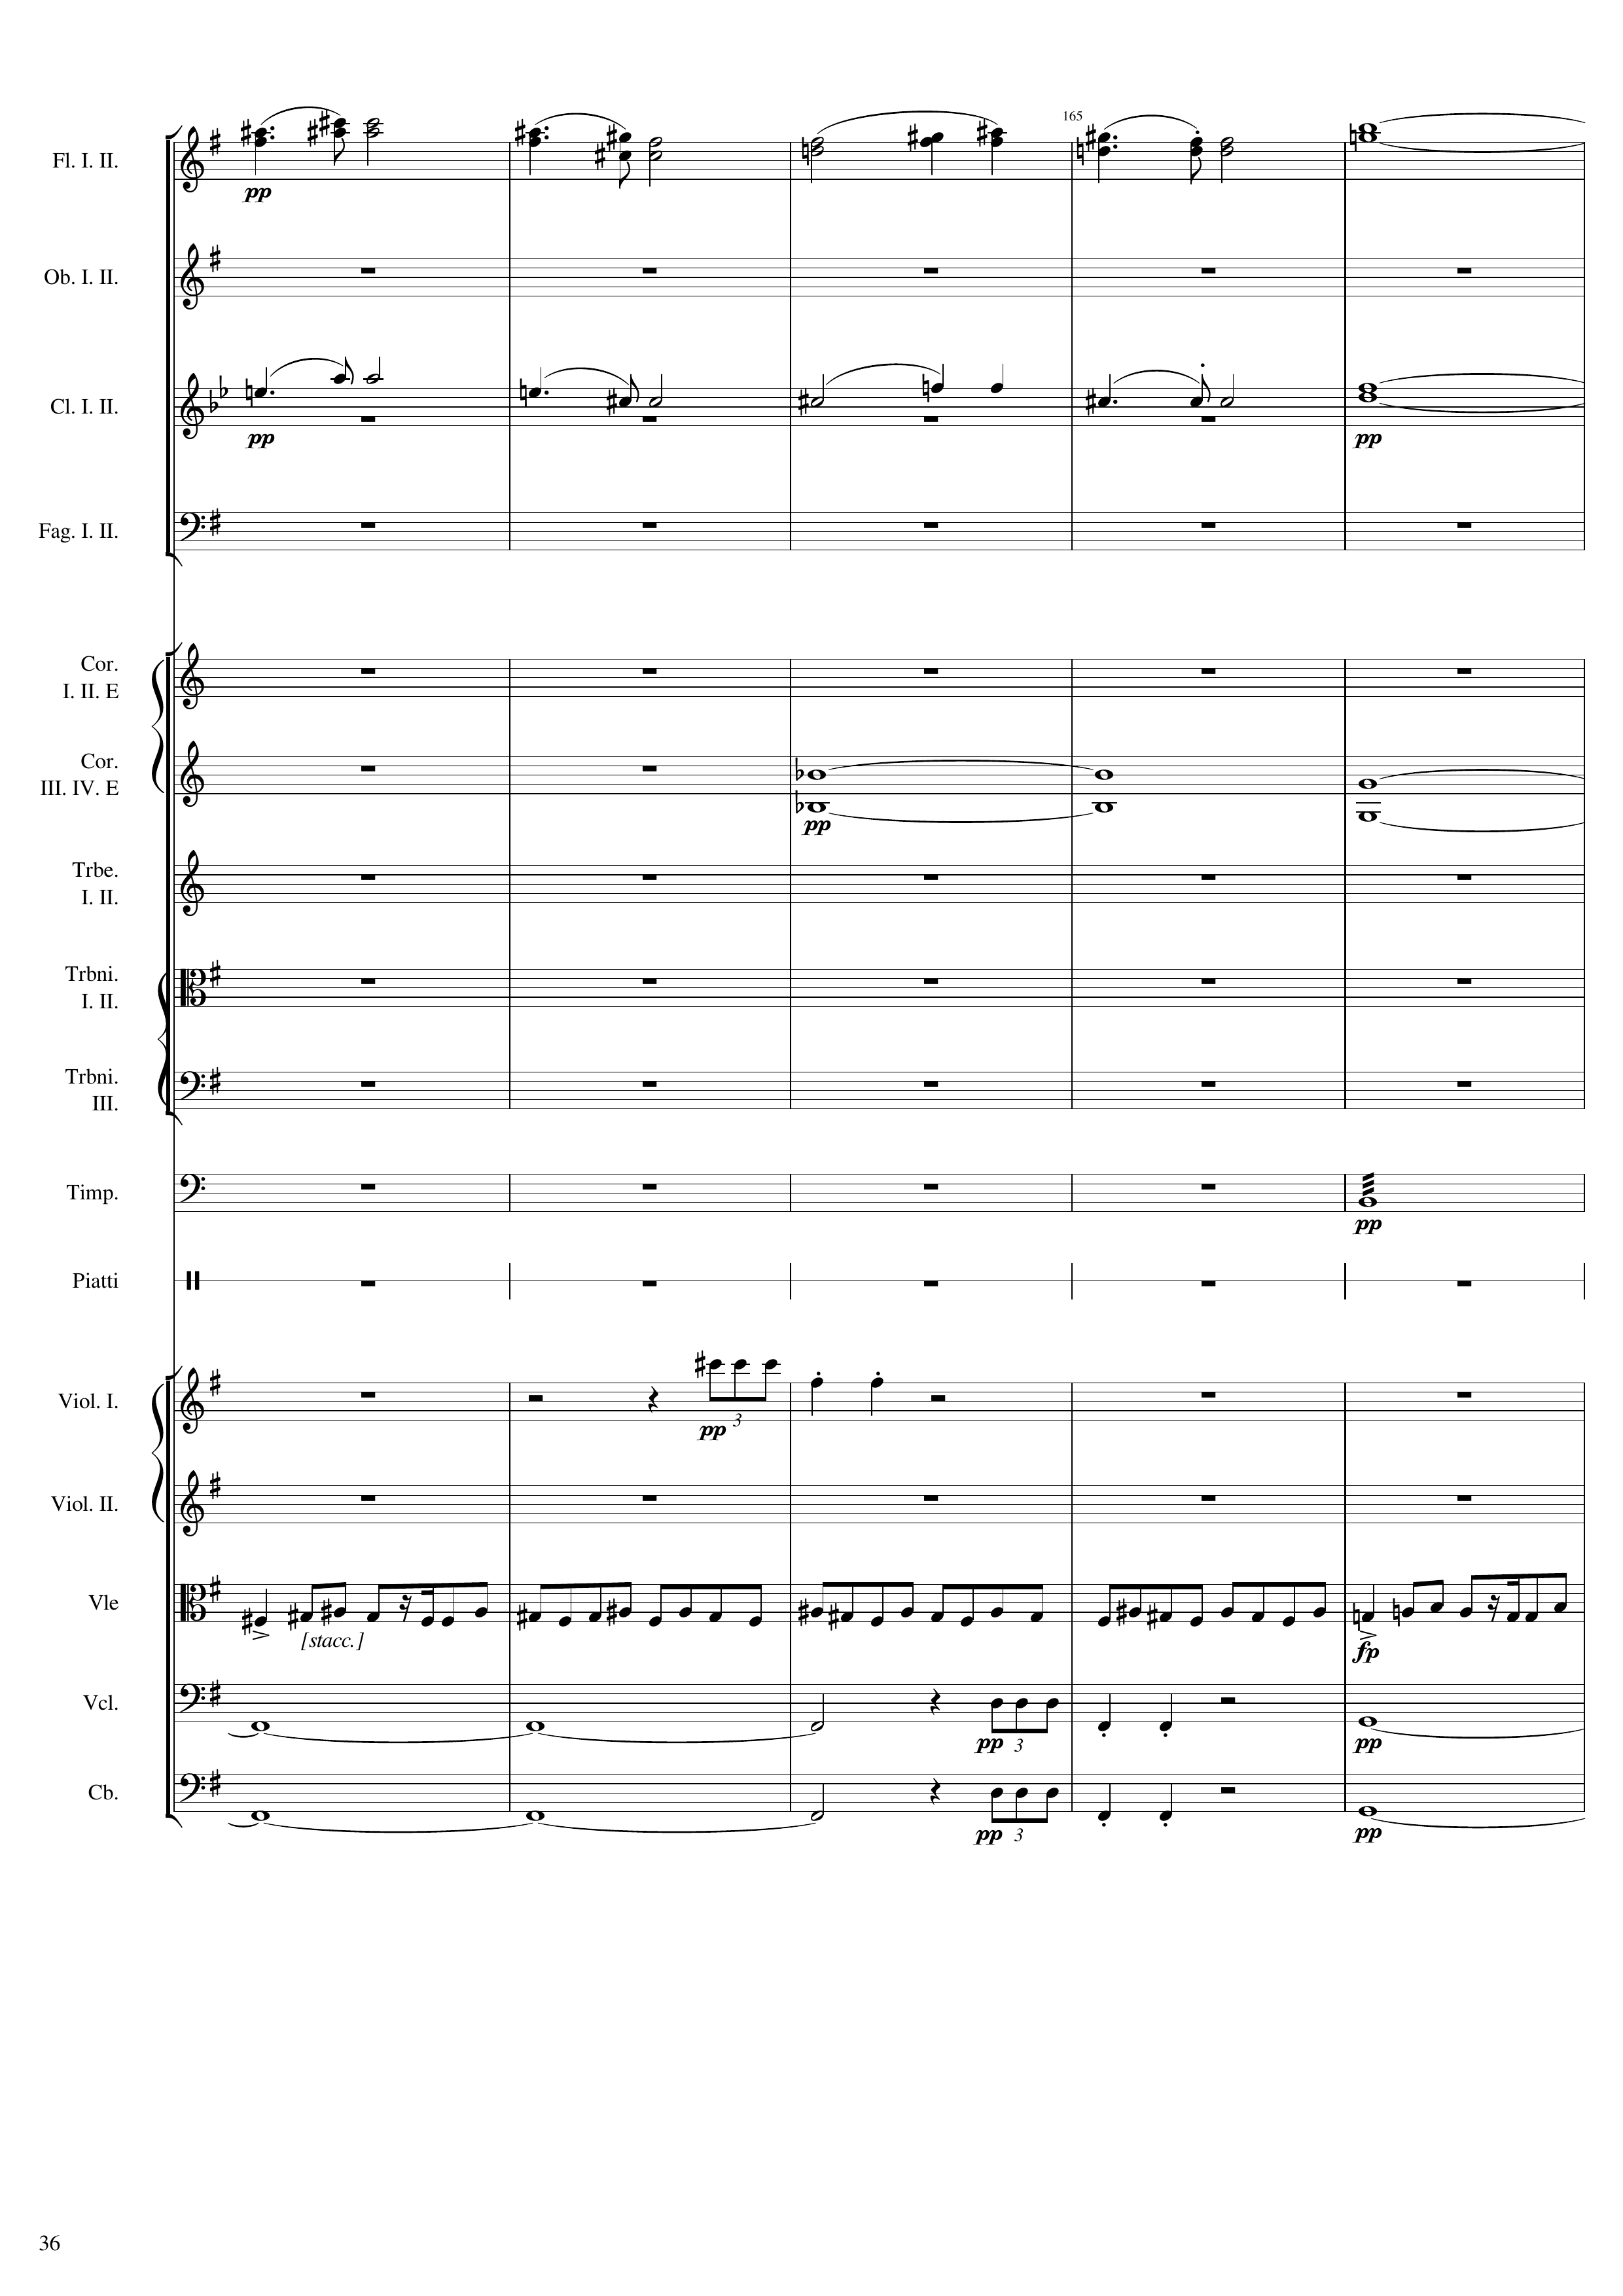 165
Fl. I. II.
pp
Ob. I. II.
Cl. I. II.
pp
pp
Fag. I. II.
Cor.
I. II. E
Cor.
III. IV. E
pp
Trbe.
I. II.
Trbni.
I. II.
Trbni.
III.
Timp.
pp
Piatti
Viol. I.
pp
3
Viol. II.
Vle
[stacc.]
fp
Vcl.
pp
3
pp
Cb.
pp
3
pp
36